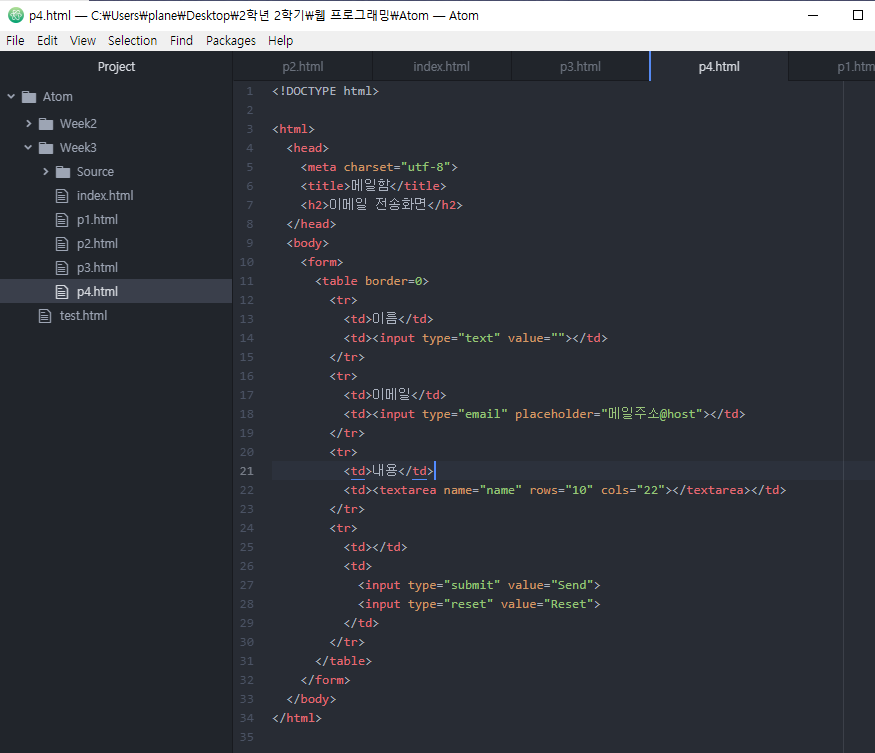 p4.html — C:₩Users₩plane₩Desktop₩2학년 2학기₩웹 프로그래밍₩Atom — Atom
File Edit View Selection Find Packages Help
Project
p2.html index.html p3.html p4.html p1.htm
Atom
Week2
Week3
Source
index.html
p1.html
p2.html
p3.html
p4.html
test.html
1 <!DOCTYPE html>
2
3 <html>
4 <head>
5 <meta charset="utf-8">
6 <title>메일함</title>
7 <h2>이메일 전송화면</h2>
8 </head>
9 <body>
10 <form>
11 <table border=0>
12 <tr>
13 <td>이름</td>
14 <td><input type="text" value=""></td>
15 </tr>
16 <tr>
17 <td>이메일</td>
18 <td><input type="email" placeholder="메일주소@host"></td>
19 </tr>
20 <tr>
21 <td>내용</td>
22 <td><textarea name="name" rows="10" cols="22"></textarea></td>
23 </tr>
24 <tr>
25 <td></td>
26 <td>
27 <input type="submit" value="Send">
28 <input type="reset" value="Reset">
29 </td>
30 </tr>
31 </table>
32 </form>
33 </body>
34 </html>
35